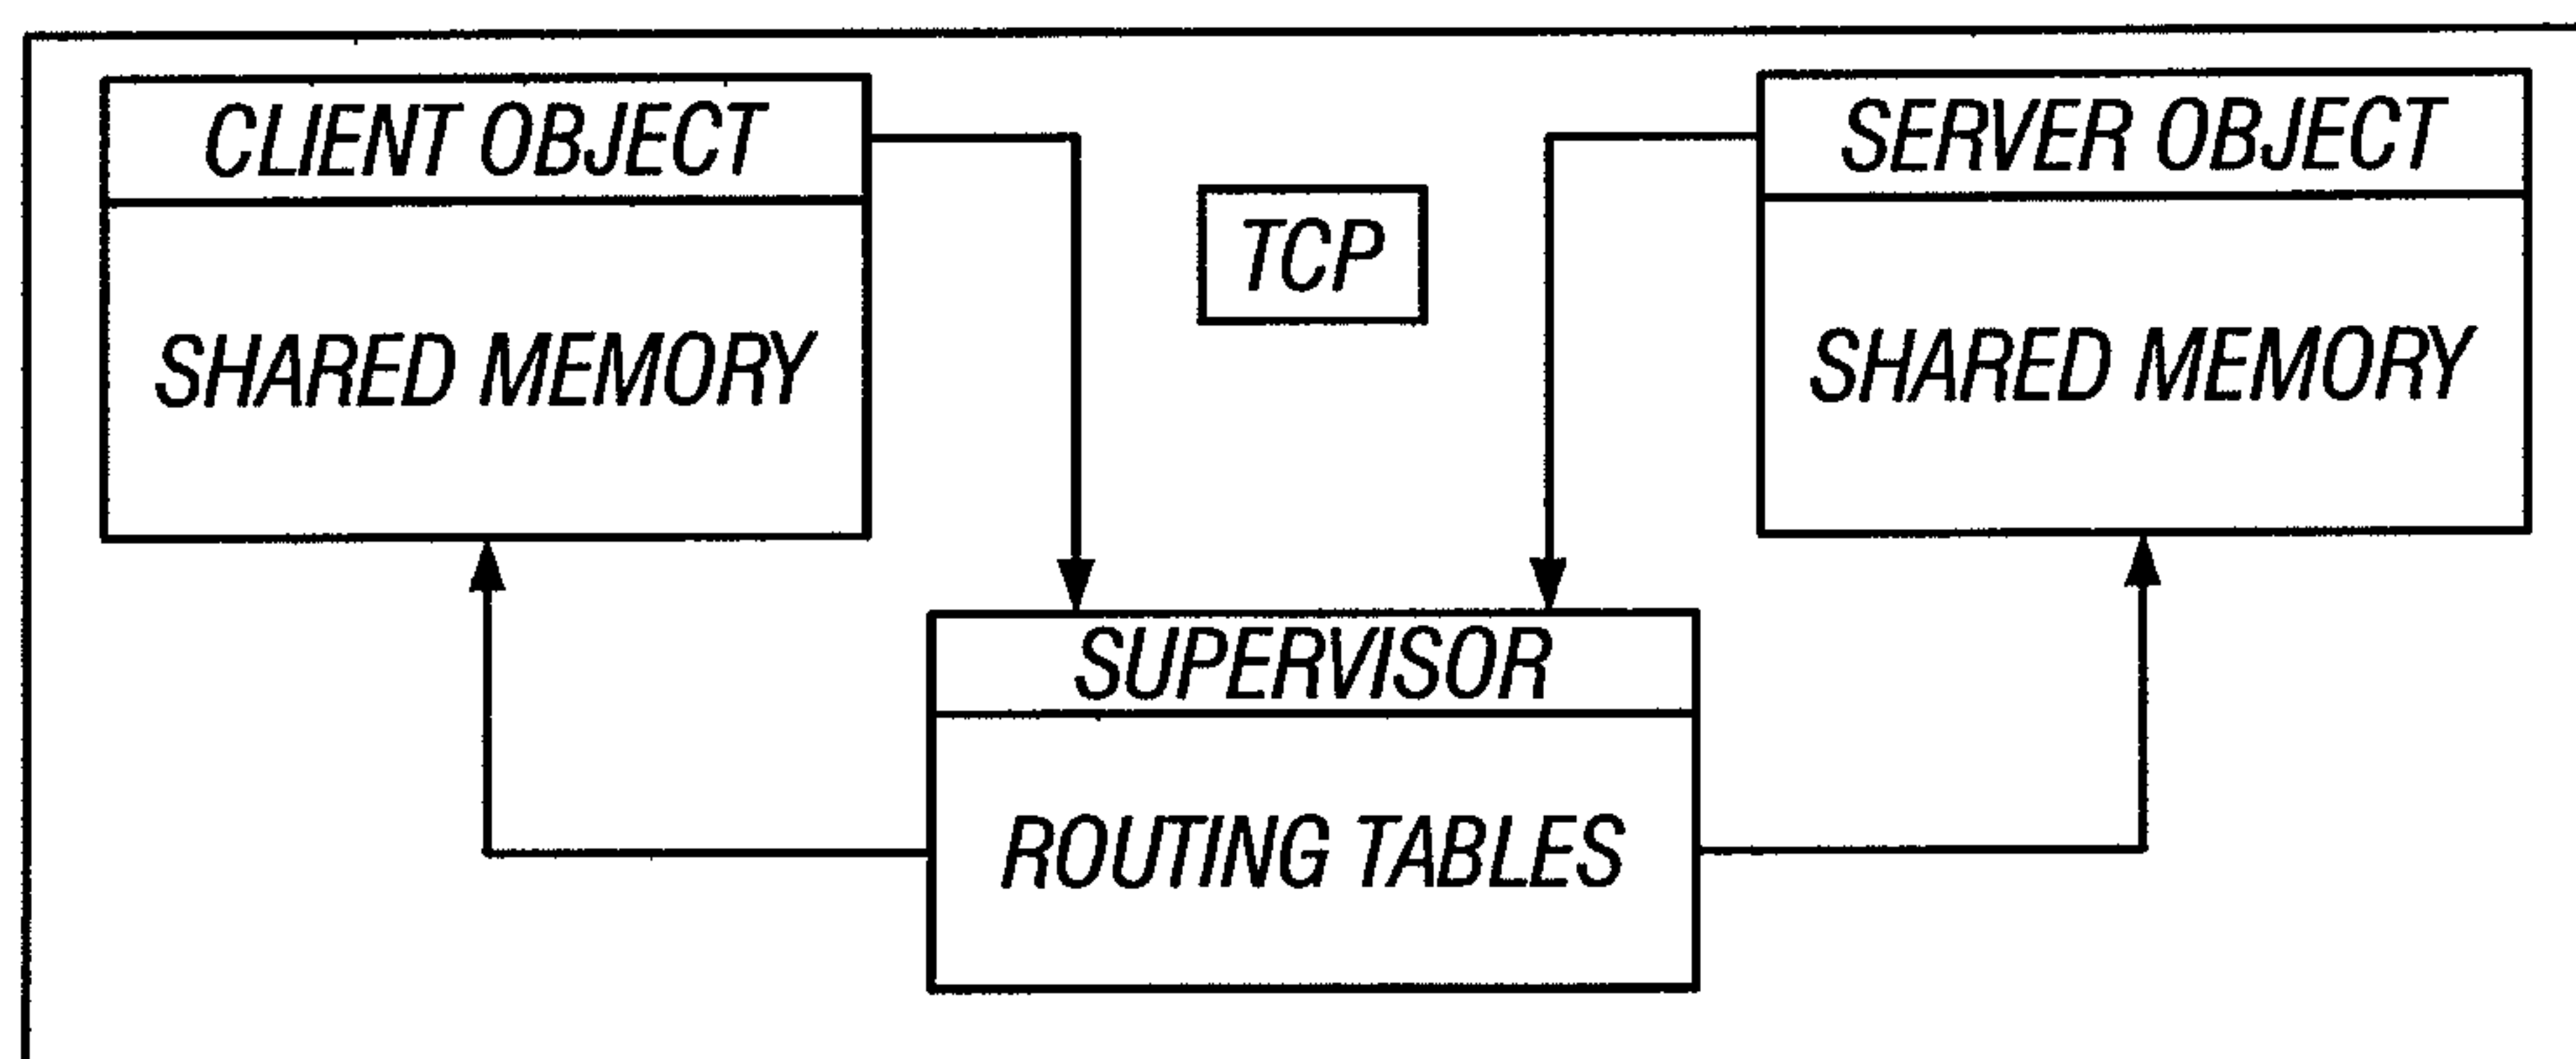 CLIENT OBJECT
SHARED MEMORY
TCP
SERVER OBJECT
SHARED MEMORY
SUPERVISOR
ROUTING TABLES